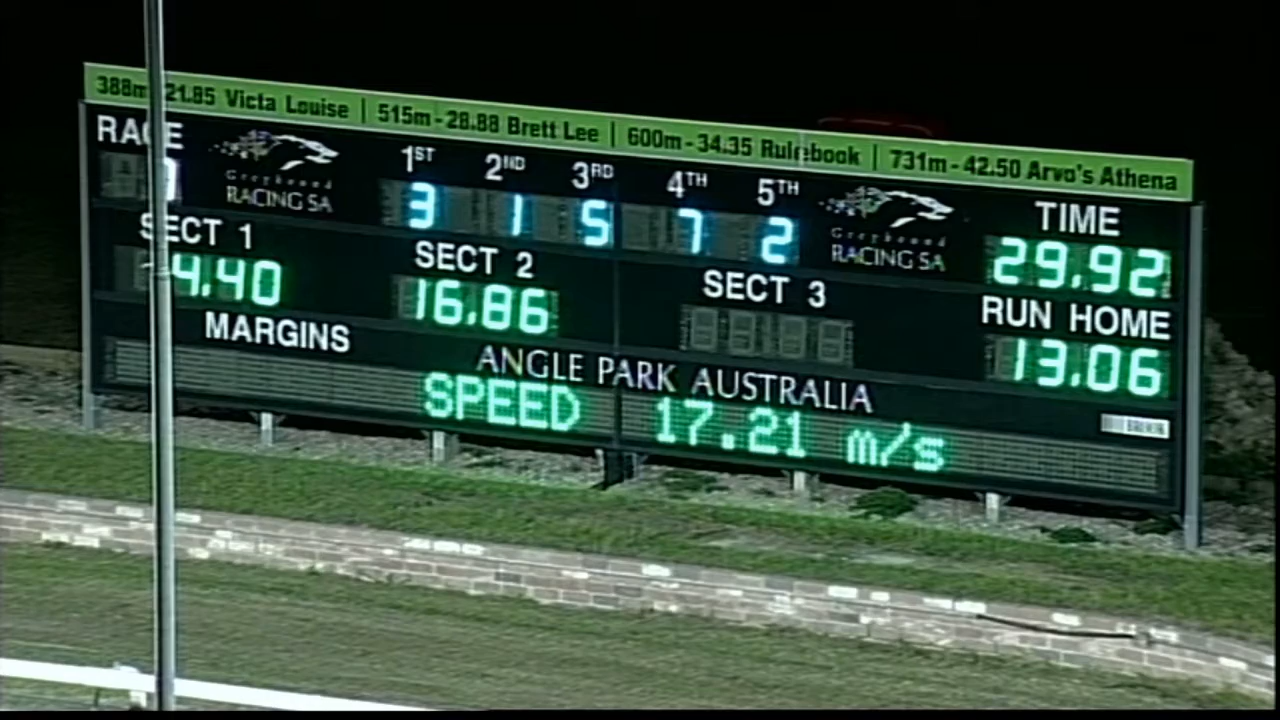 388m 21.85 Victa Louise | 515m - 28.88 Brett Lee | 600m - 34.35 Rulebook | 731m - 42.50 Arvo's Athena
RACE
Greyhound
RACING SA
1ST 2ND 3RD 4TH 5TH
3 1 5 7 2
Greyhound
RACING SA
TIME
29.92
SECT 1
4.40
SECT 2
16.86
SECT 3
RUN HOME
13.06
MARGINS
ANGLE PARK AUSTRALIA
SPEED 17.21 m/s